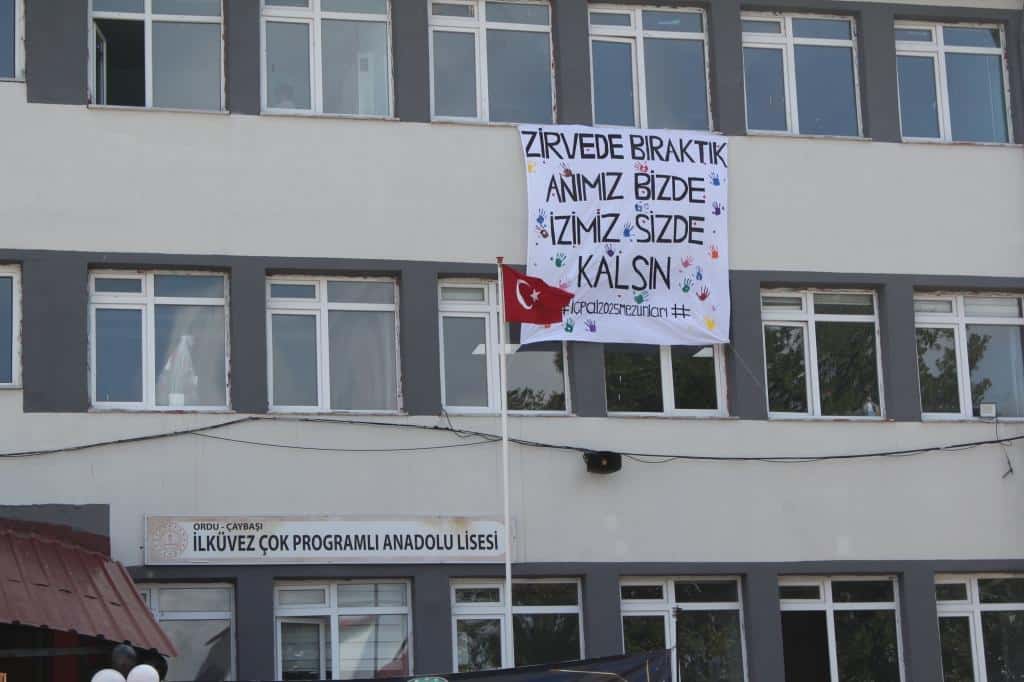 ZİRVEDE BIRAKTIK
ANIMIZ BİZDE
İZİMİZ SİZDE
KALSIN
#içpal2025mezunları ##
ORDU - ÇAYBAŞI
İLKÜVEZ ÇOK PROGRAMLI ANADOLU LİSESİ